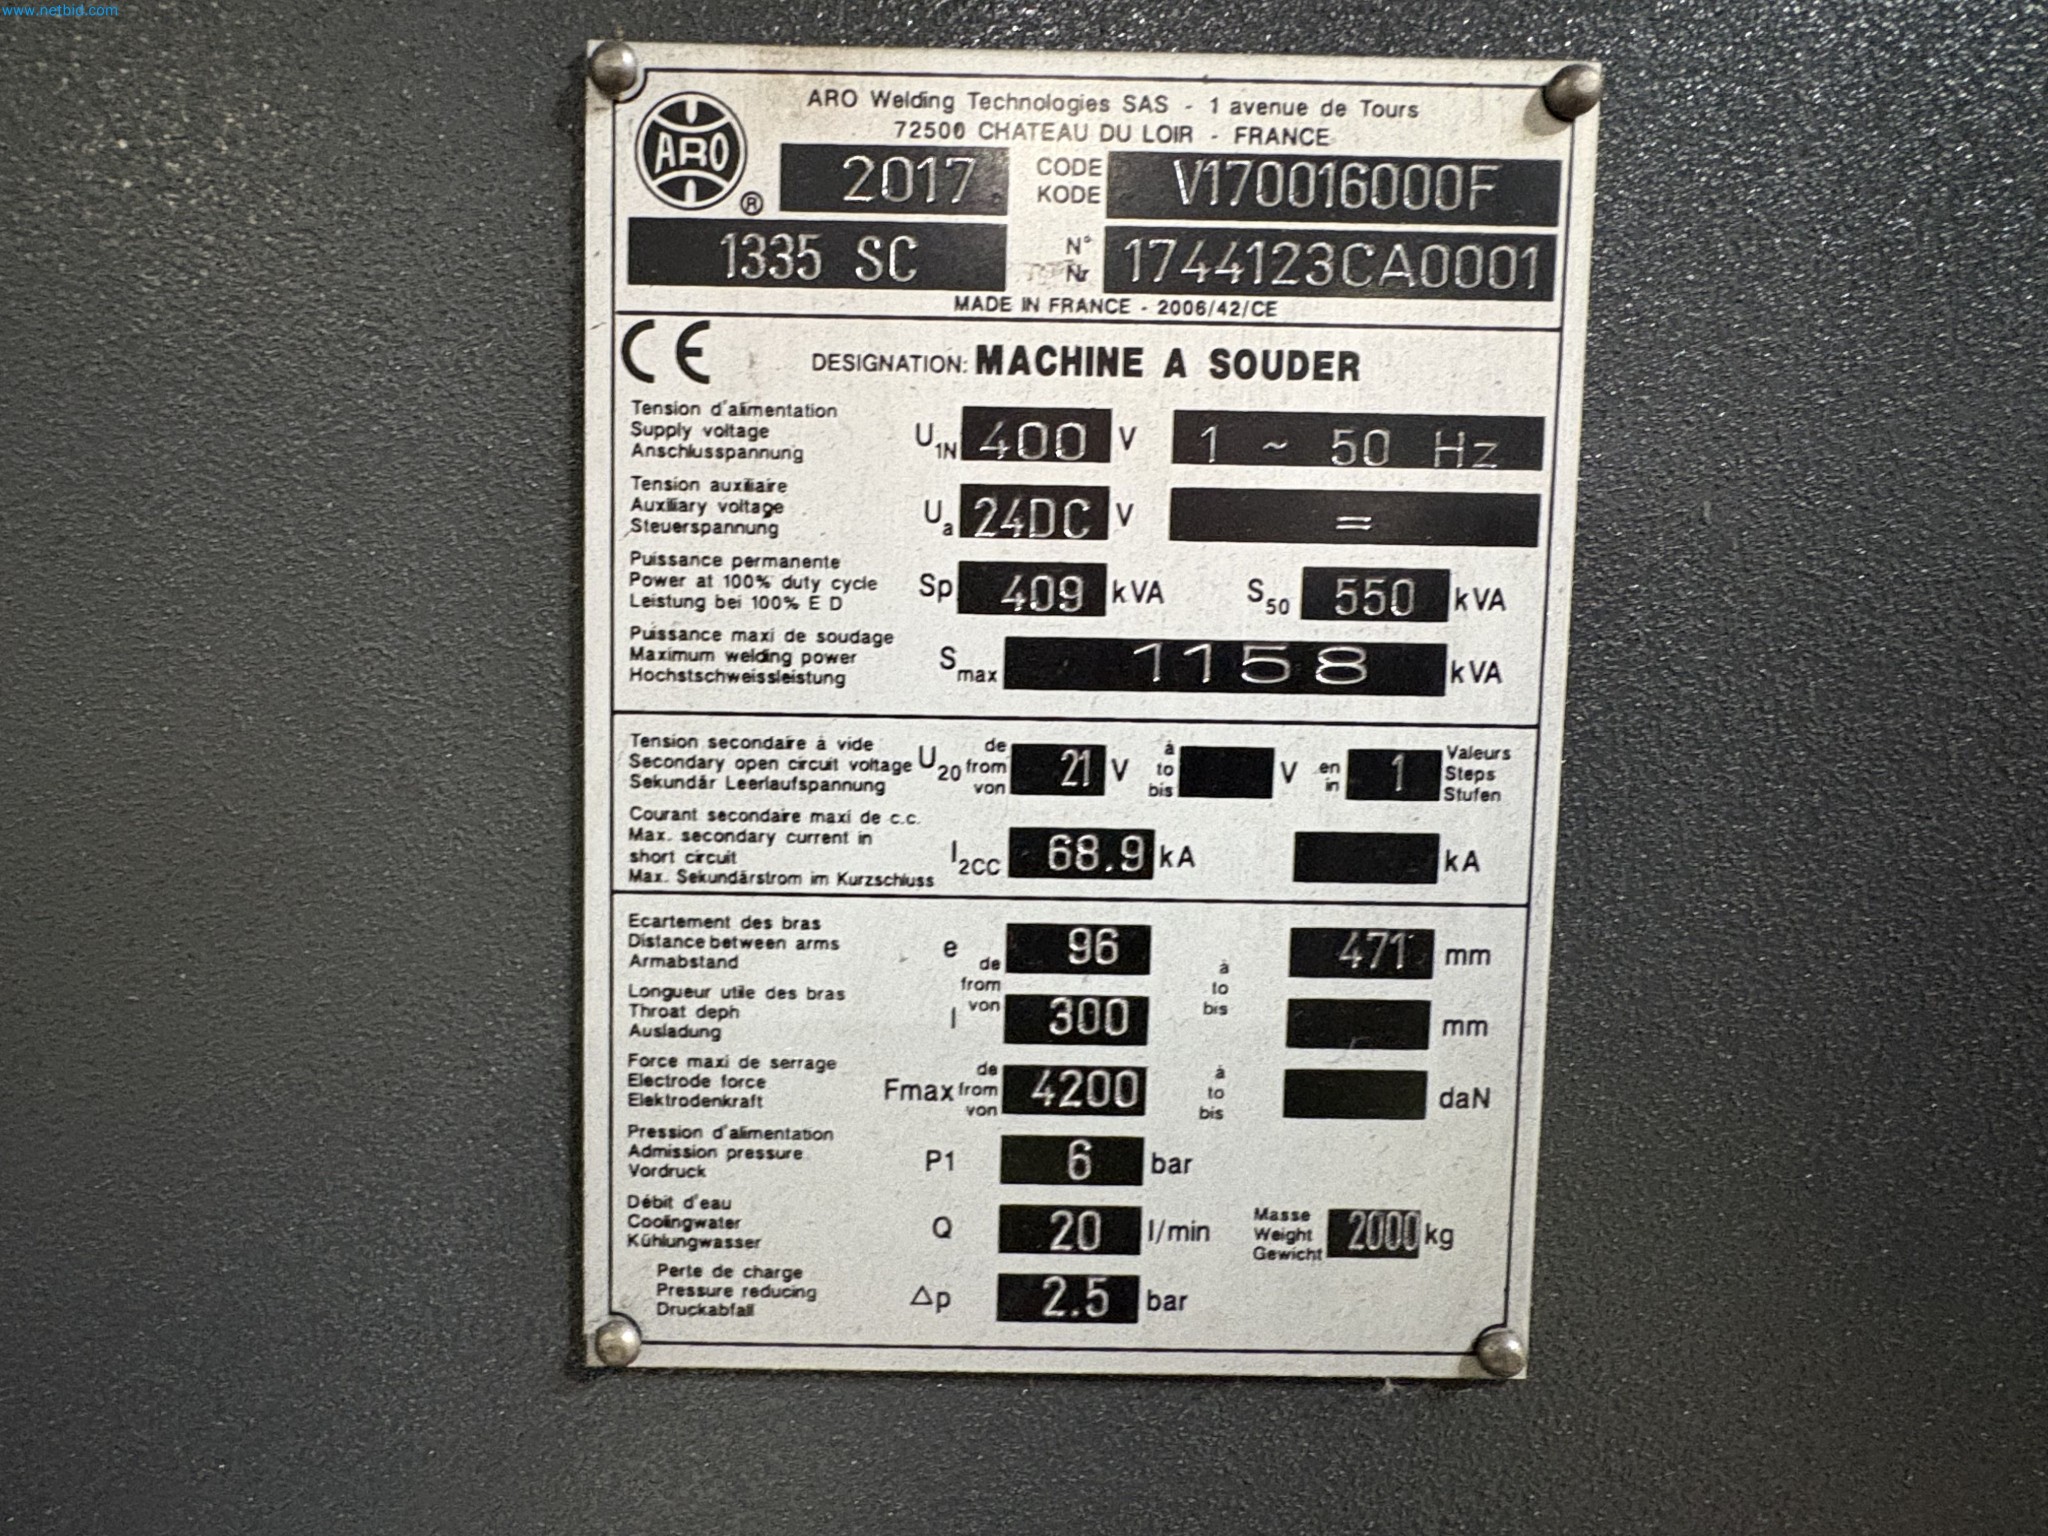 www.netbid.com
ARO Welding Technologies SAS - 1 avenue de Tours
72500 CHATEAU DU LOIR - FRANCE
ARO ®
2017 CODE KODE V170016000F
1335 SC N° Nr 1744123CA0001
MADE IN FRANCE - 2006/42/CE
CE DESIGNATION: MACHINE A SOUDER
Tension d'alimentation
Supply voltage U1N 400 V 1 ~ 50 Hz
Anschlusspannung
Tension auxiliaire
Auxiliary voltage Ua 24DC V =
Steuerspannung
Puissance permanente
Power at 100% duty cycle Sp 409 kVA S50 550 kVA
Leistung bei 100% E D
Puissance maxi de soudage
Maximum welding power Smax 1158 kVA
Hochstschweissleistung
Tension secondaire à vide de à Valeurs
Secondary open circuit voltage U20 from 21 V to V en in 1 Steps
Sekundär Leerlaufspannung von bis Stufen
Courant secondaire maxi de c.c.
Max. secondary current in
short circuit I2CC 68.9 kA kA
Max. Sekundärstrom im Kurzschluss
Ecartement des bras
Distance between arms e 96 471 mm
Armabstand de à
from to
Longueur utile des bras von bis
Throat deph l 300 mm
Ausladung
Force maxi de serrage de à
Electrode force Fmax from 4200 to daN
Elektrodenkraft von bis
Pression d'alimentation
Admission pressure P1 6 bar
Vordruck
Débit d'eau Masse
Coolingwater Q 20 l/min Weight 2000 kg
Kühlungwasser Gewicht
Perte de charge
Pressure reducing Δp 2.5 bar
Druckabfall